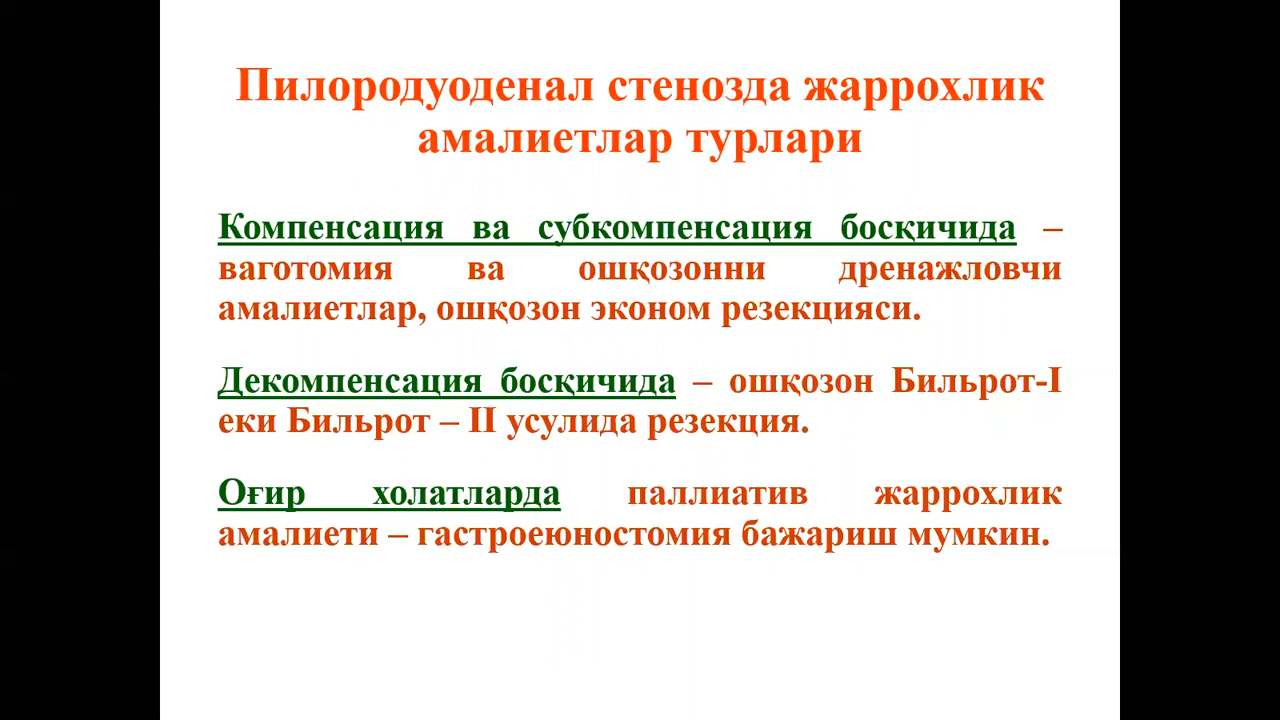 Пилородуоденал стенозда жаррохлик
амалиетлар турлари
Компенсация ва субкомпенсация босқичида –
ваготомия ва ошқозонни дренажловчи
амалиетлар, ошқозон эконом резекцияси.
Декомпенсация босқичида – ошқозон Бильрот-I
еки Бильрот – II усулида резекция.
Оғир холатларда паллиатив жаррохлик
амалиети – гастроеюностомия бажариш мумкин.